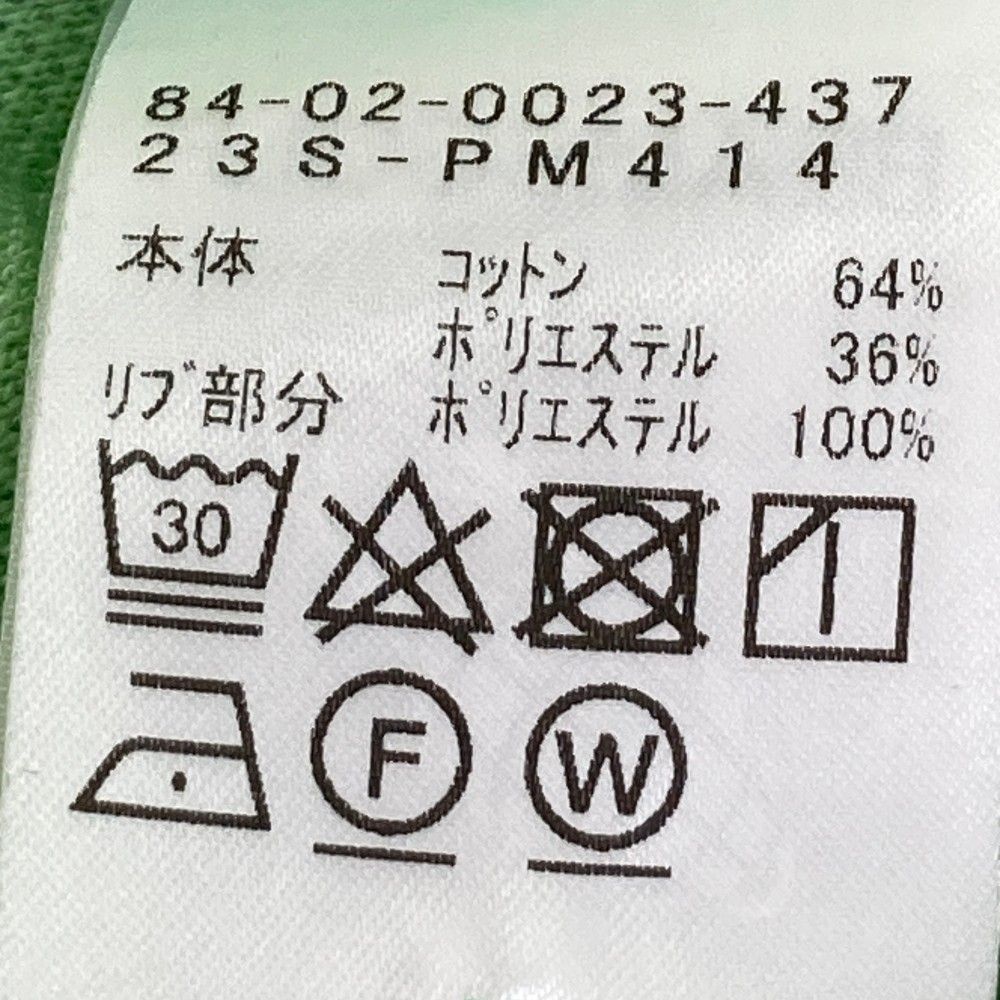 84-02-0023-437
23S-PM414
本体 コットン 64%
ポリエステル 36%
リブ部分 ポリエステル 100%
30
F W